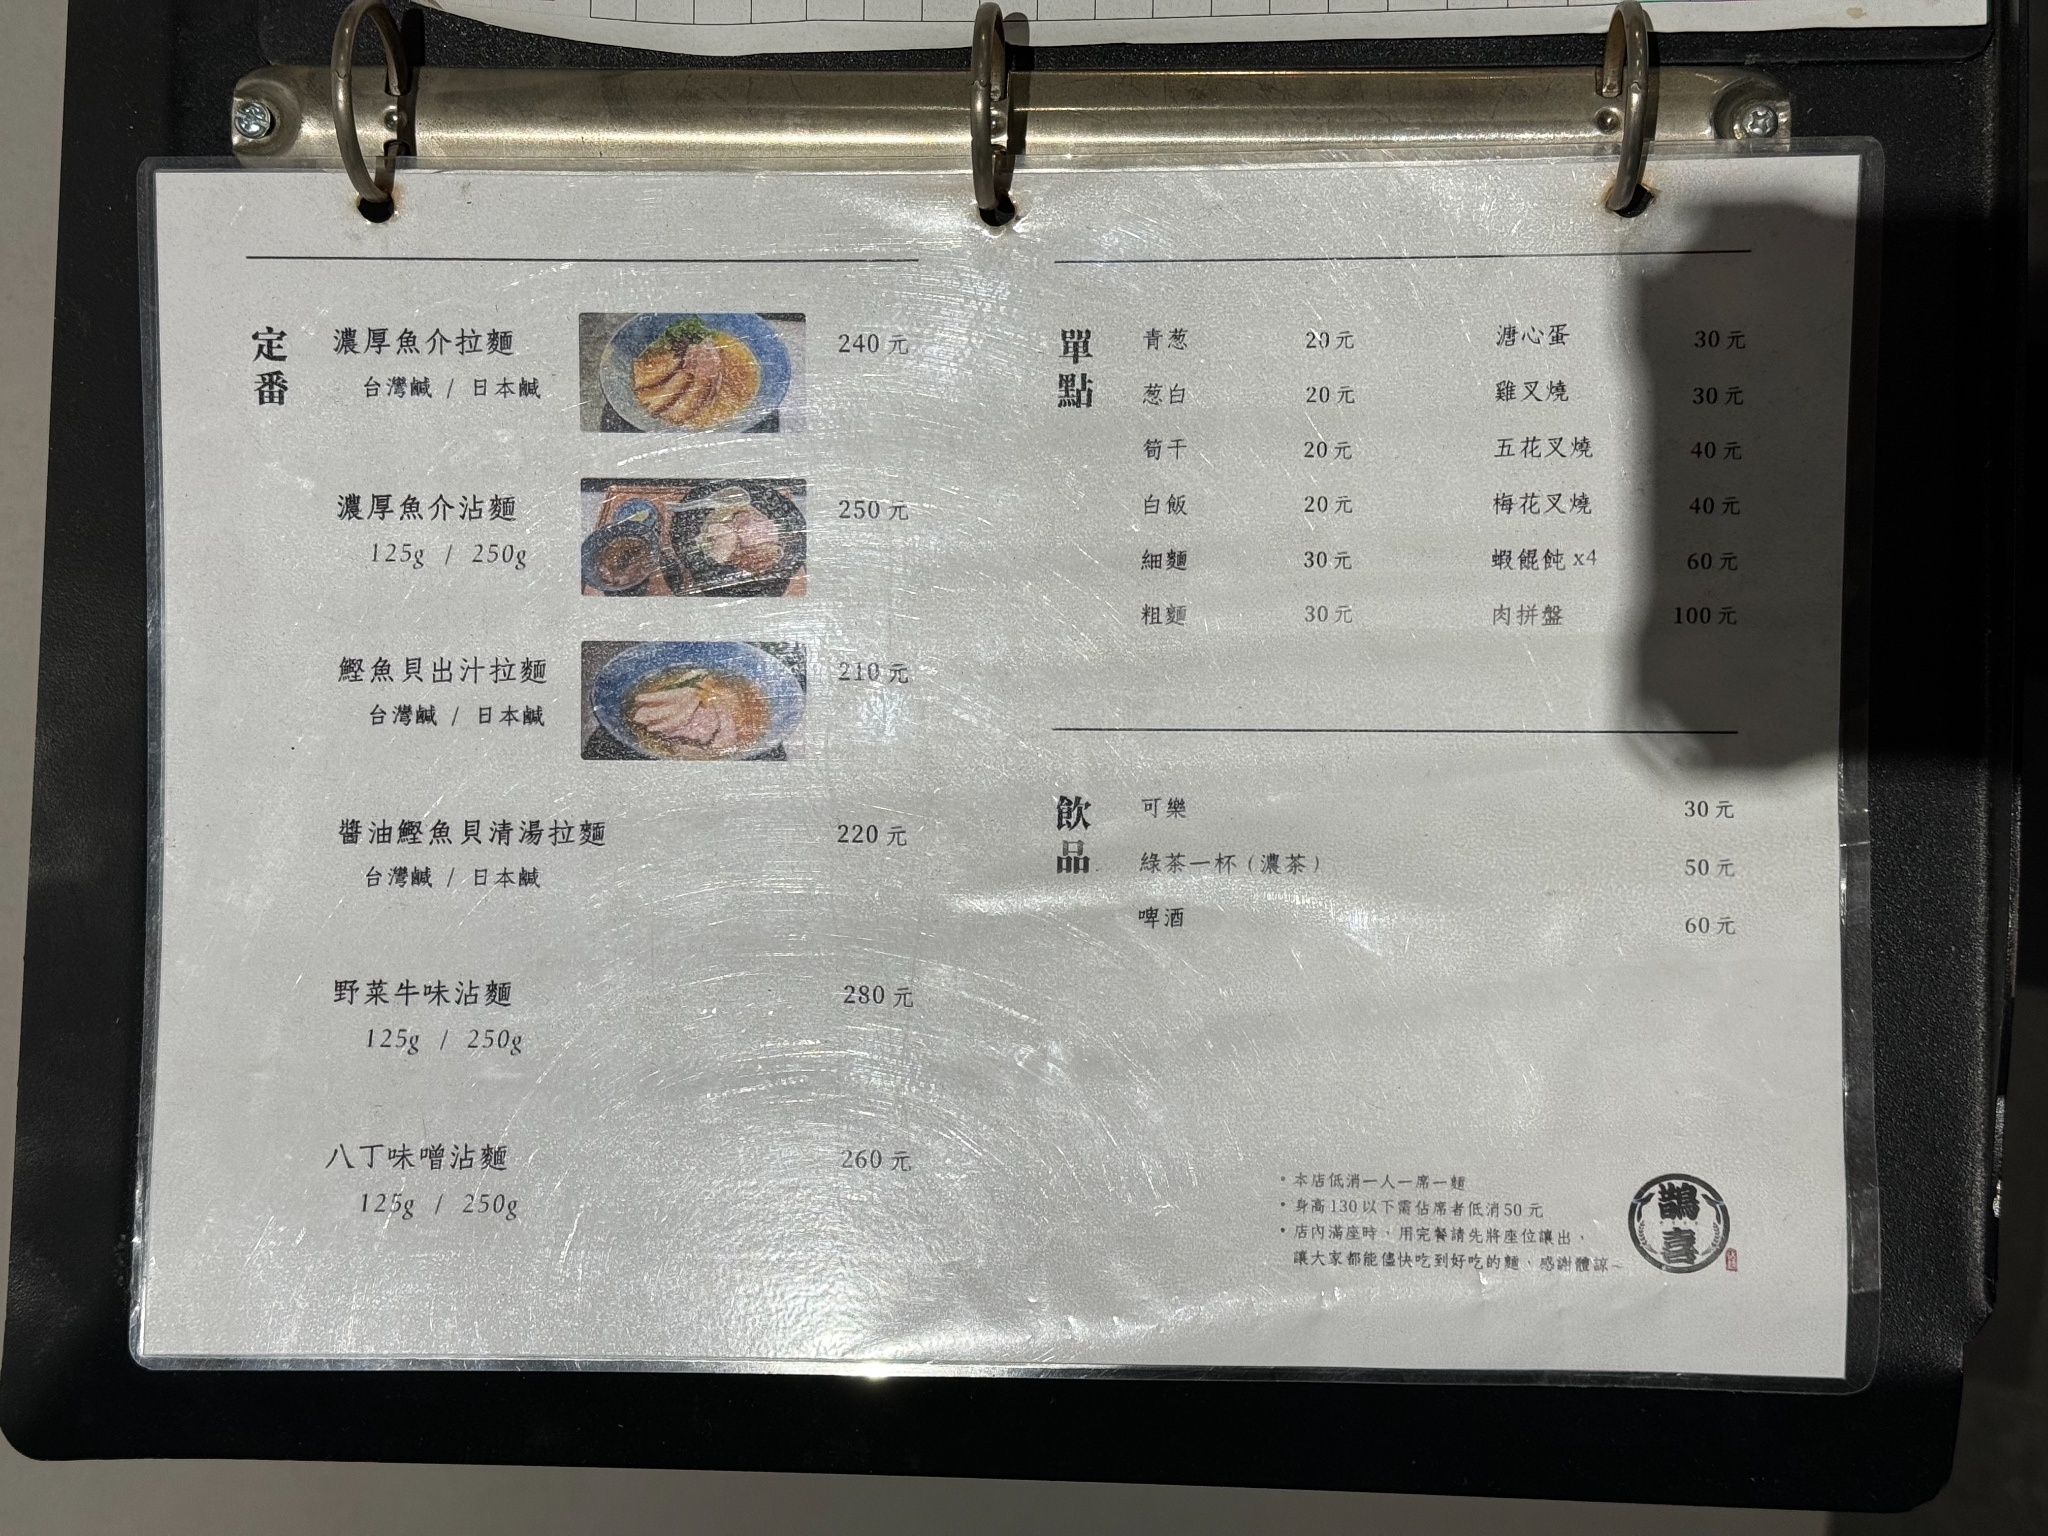 定番
濃厚魚介拉麵 240元
台灣鹹 / 日本鹹
濃厚魚介沾麵 250元
125g / 250g
鰹魚貝出汁拉麵 210元
台灣鹹 / 日本鹹
醬油鰹魚貝清湯拉麵 220元
台灣鹹 / 日本鹹
野菜牛味沾麵 280元
125g / 250g
八丁味噌沾麵 260元
125g / 250g
單點
青葱 20元 溏心蛋 30元
葱白 20元 雞叉燒 30元
筍干 20元 五花叉燒 40元
白飯 20元 梅花叉燒 40元
細麵 30元 蝦餛飩 x4 60元
粗麵 30元 肉拼盤 100元
飲品
可樂 30元
綠茶一杯（濃茶） 50元
啤酒 60元
• 本店低消一人一席一麵
• 身高130以下需佔席者低消50元
• 店內滿座時，用完餐請先將座位讓出，
讓大家都能儘快吃到好吃的麵，感謝體諒~
鵲喜